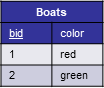 Boats
bid color
1 red
2 green